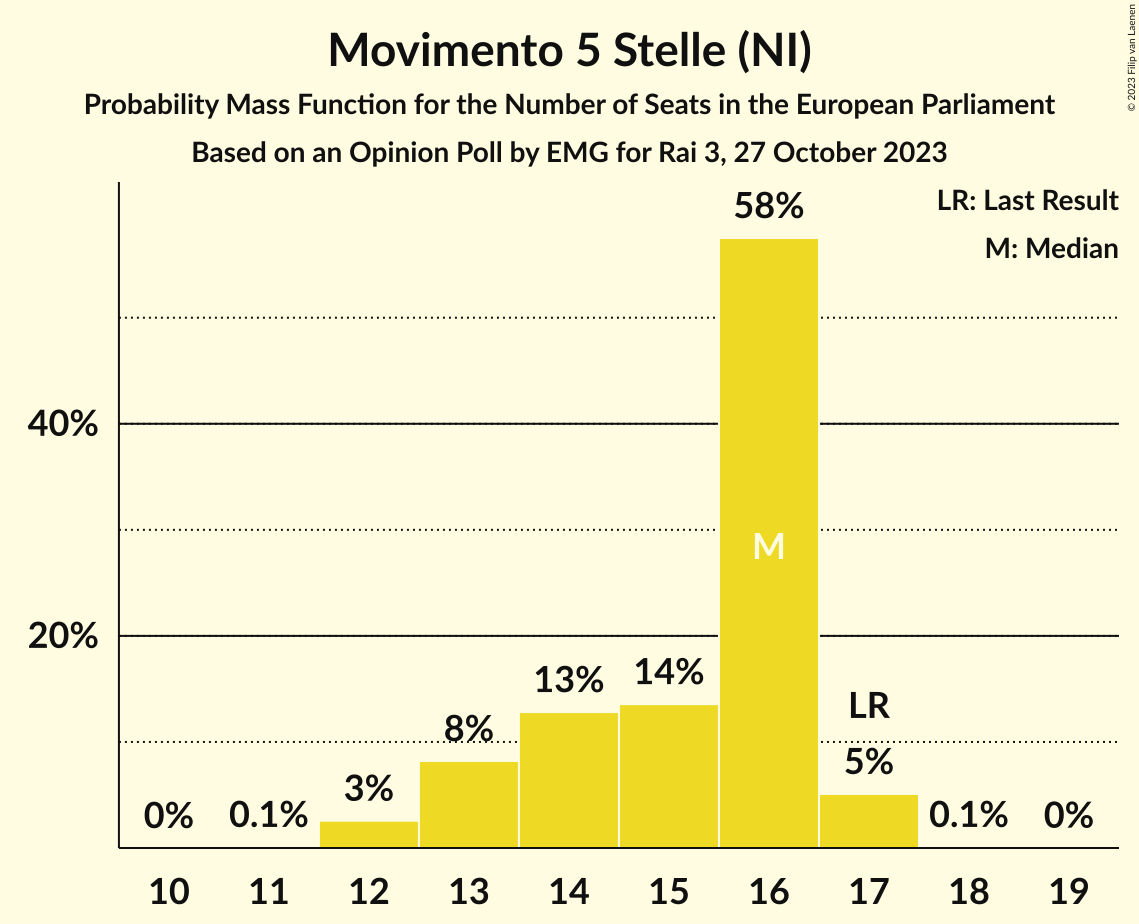 Movimento 5 Stelle (NI)
Probability Mass Function for the Number of Seats in the European Parliament
Based on an Opinion Poll by EMG for Rai 3, 27 October 2023
© 2023 Filip van Laenen
LR: Last Result
M: Median
58%
40%
M
20%
13%
14%
LR
8%
5%
3%
0%
0.1%
0.1%
0%
10 11 12 13 14 15 16 17 18 19